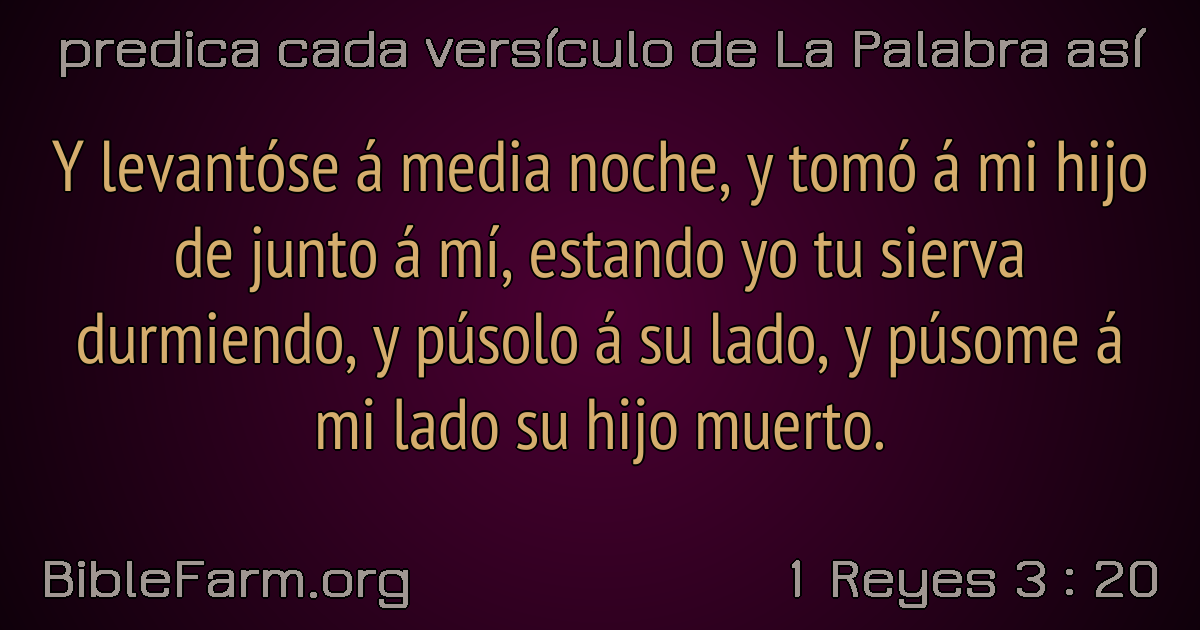 predica cada versículo de La Palabra así
Y levantóse á media noche, y tomó á mi hijo
de junto á mí, estando yo tu sierva
durmiendo, y púsolo á su lado, y púsome á
mi lado su hijo muerto.
BibleFarm.org
1 Reyes 3 : 20